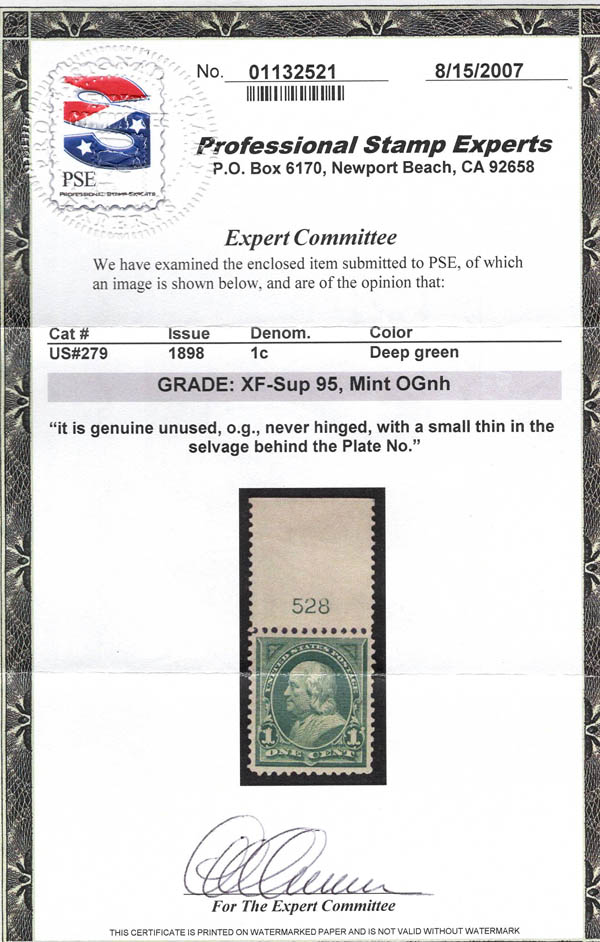 No. 01132521 8/15/2007
PSE
PROFESSIONAL STAMP EXPERTS
Professional Stamp Experts
P.O. Box 6170, Newport Beach, CA 92658
Expert Committee
We have examined the enclosed item submitted to PSE, of which
an image is shown below, and are of the opinion that:
Cat # Issue Denom. Color
US#279 1898 1c Deep green
GRADE: XF-Sup 95, Mint OGnh
“it is genuine unused, o.g., never hinged, with a small thin in the
selvage behind the Plate No.”
528
UNITED STATES POSTAGE
1 1
ONE CENT
For The Expert Committee
THIS CERTIFICATE IS PRINTED ON WATERMARKED PAPER AND IS NOT VALID WITHOUT WATERMARK